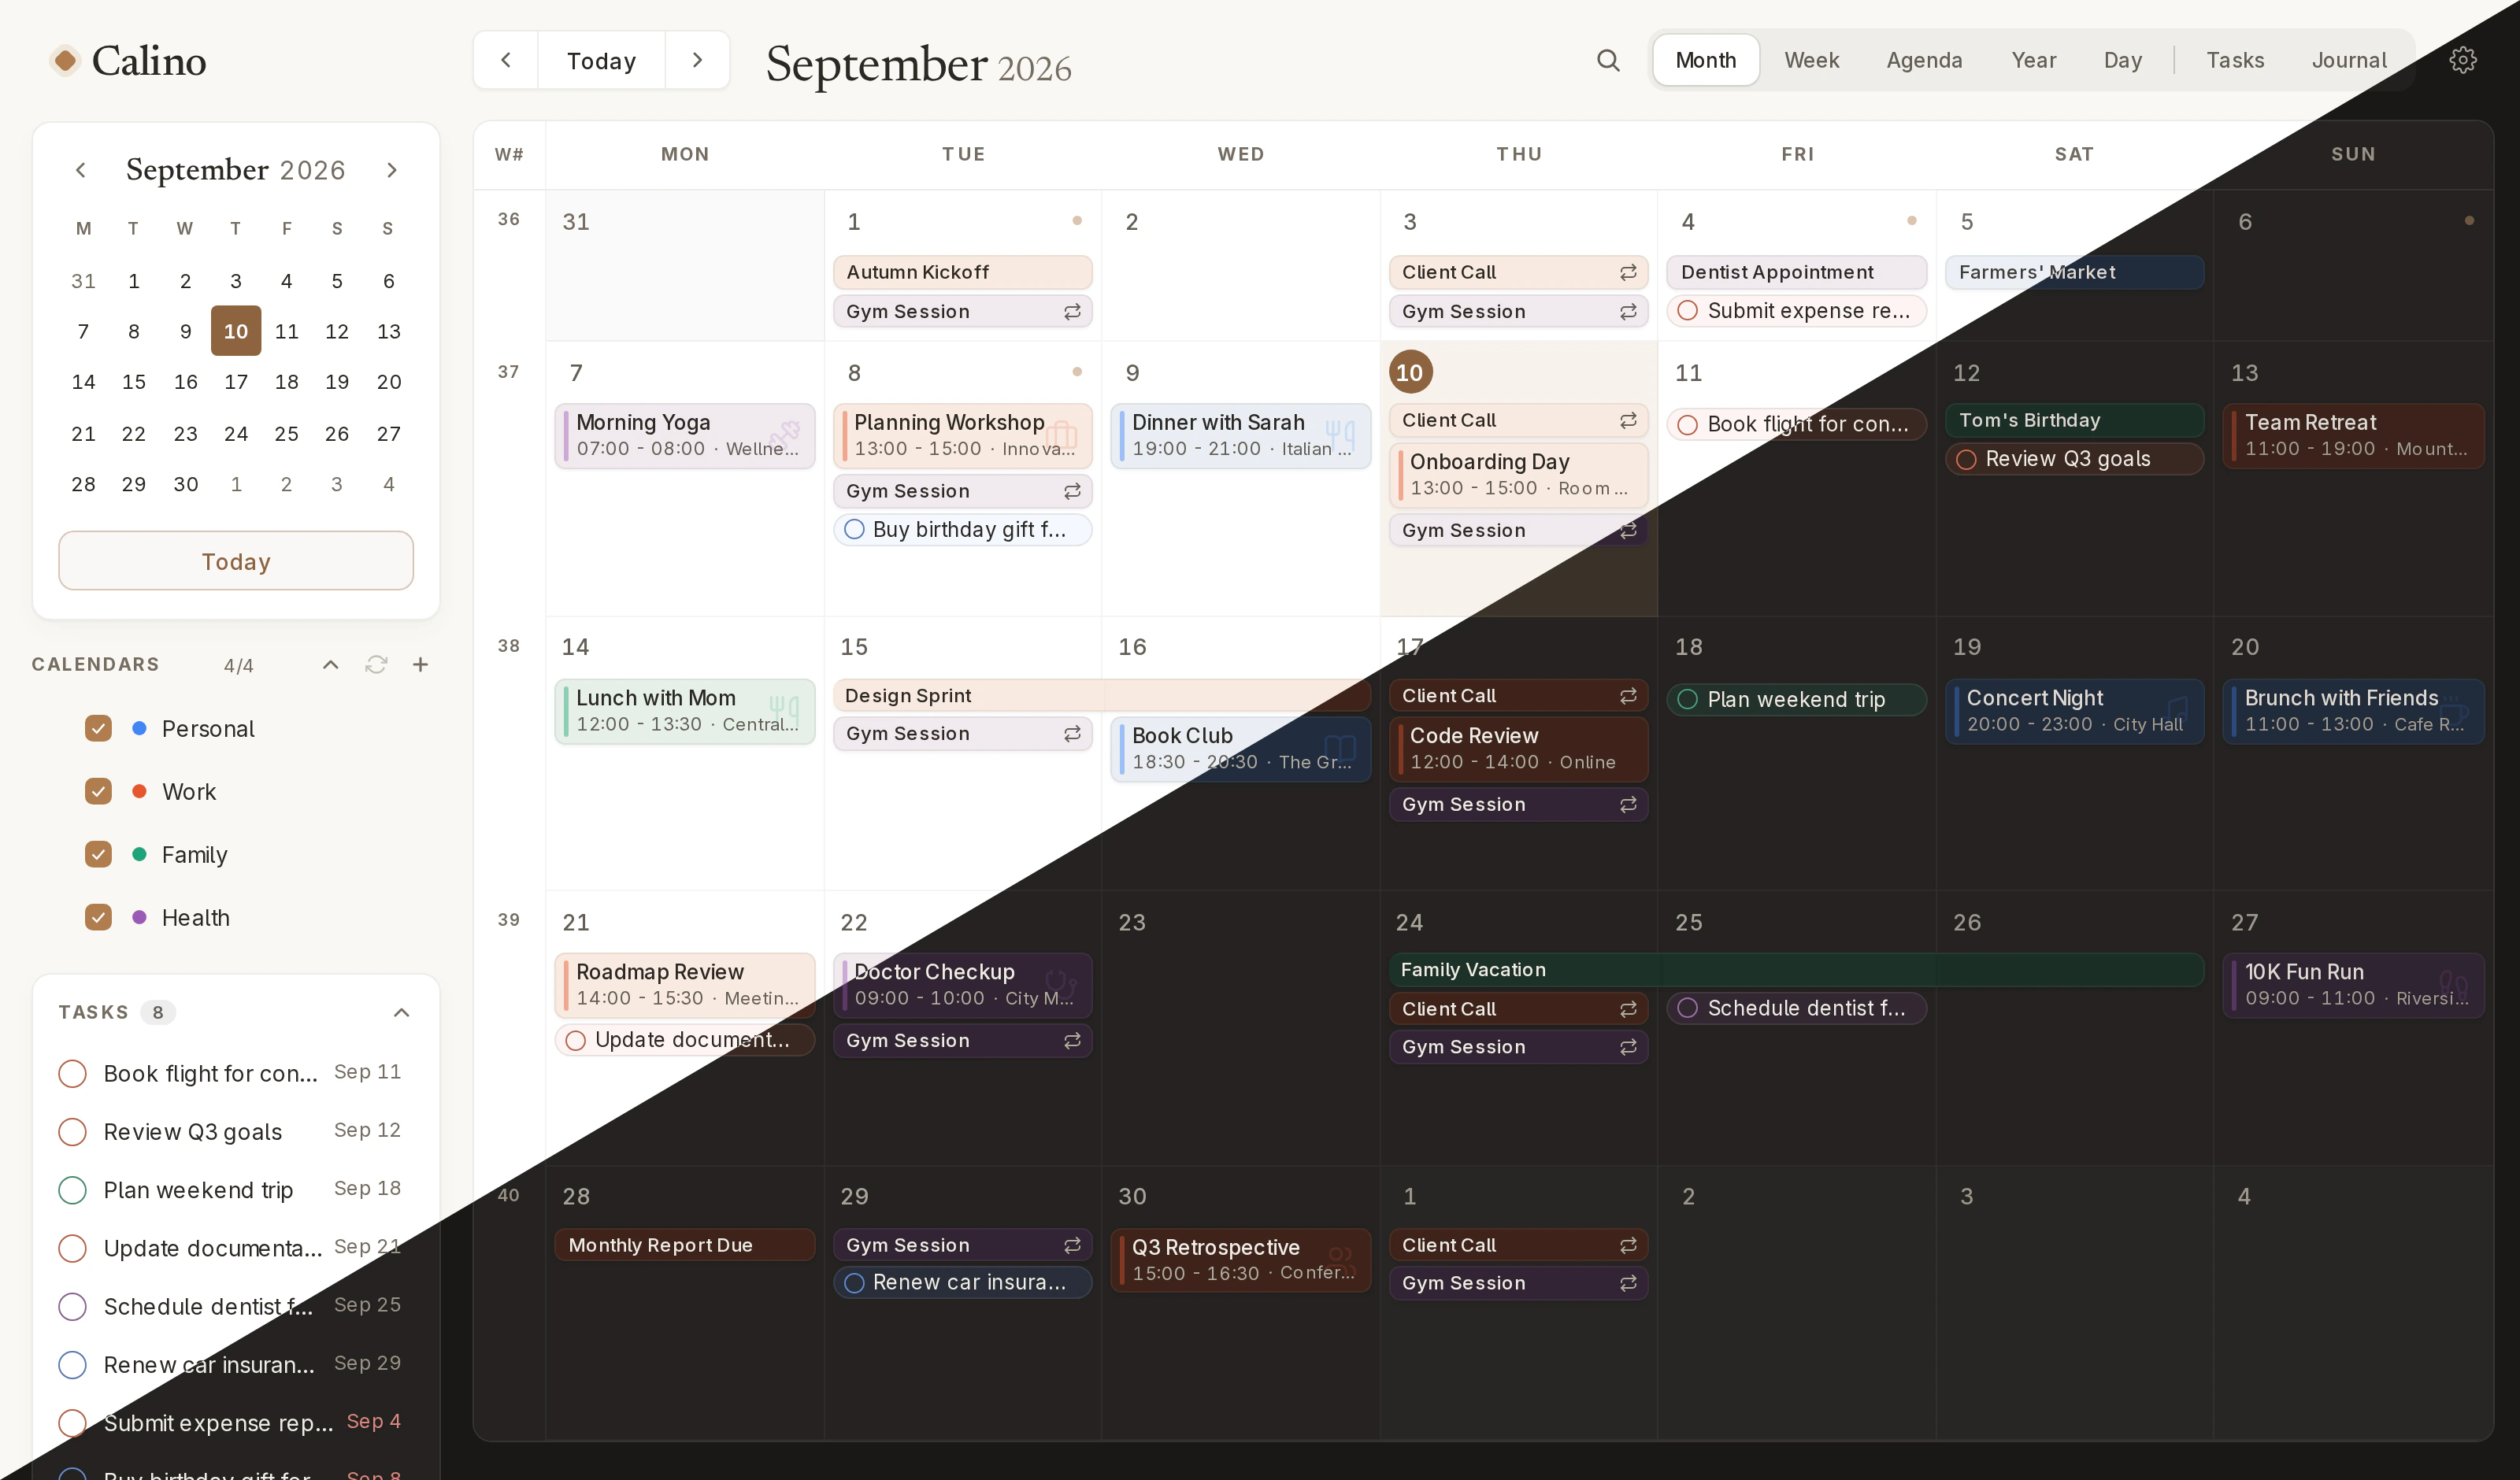 Calino
Today
September 2026
Month Week Agenda Year Day Tasks Journal
September 2026
M T W T F S S
31 1 2 3 4 5 6
7 8 9 10 11 12 13
14 15 16 17 18 19 20
21 22 23 24 25 26 27
28 29 30 1 2 3 4
Today
CALENDARS 4/4
Personal
Work
Family
Health
TASKS 8
Book flight for con... Sep 11
Review Q3 goals Sep 12
Plan weekend trip Sep 18
Update documenta... Sep 21
Schedule dentist f... Sep 25
Renew car insuran... Sep 29
Submit expense rep... Sep 4
Buy birthday gift for Sep 8
W# MON TUE WED THU FRI SAT SUN
36 31 1 2 3 4 5 6
Autumn Kickoff Client Call Dentist Appointment Farmers' Market
Gym Session Gym Session Submit expense re...
37 7 8 9 10 11 12 13
Morning Yoga Planning Workshop Dinner with Sarah Client Call Book flight for con... Tom's Birthday Team Retreat
07:00 - 08:00 · Wellne... 13:00 - 15:00 · Innova... 19:00 - 21:00 · Italian ... Onboarding Day Review Q3 goals 11:00 - 19:00 · Mount...
Gym Session 13:00 - 15:00 · Room ...
Buy birthday gift f... Gym Session
38 14 15 16 17 18 19 20
Lunch with Mom Design Sprint Client Call Plan weekend trip Concert Night Brunch with Friends
12:00 - 13:30 · Central... Gym Session Book Club Code Review 20:00 - 23:00 · City Hall 11:00 - 13:00 · Cafe R...
18:30 - 20:30 · The Gr... 12:00 - 14:00 · Online
Gym Session
39 21 22 23 24 25 26 27
Roadmap Review Doctor Checkup Family Vacation 10K Fun Run
14:00 - 15:30 · Meetin... 09:00 - 10:00 · City M... Client Call Schedule dentist f... 09:00 - 11:00 · Riversi...
Update document... Gym Session Gym Session
40 28 29 30 1 2 3 4
Monthly Report Due Gym Session Q3 Retrospective Client Call
Renew car insura... 15:00 - 16:30 · Confer... Gym Session